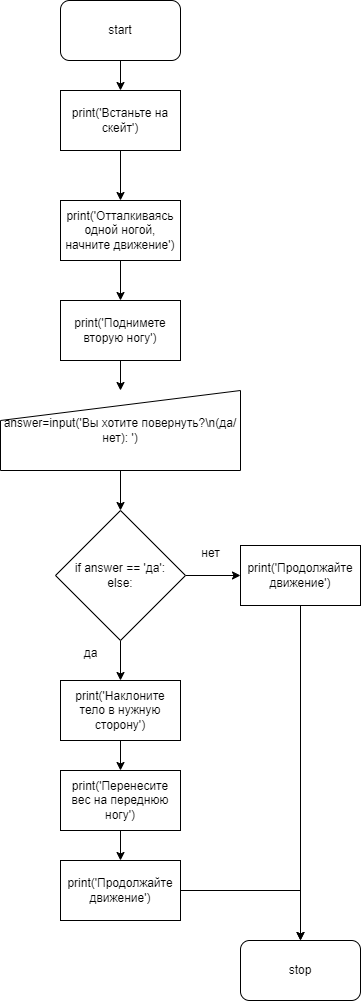 start
print('Встаньте на
скейт')
print('Отталкиваясь
одной ногой,
начните движение')
print('Поднимете
вторую ногу')
answer=input('Вы хотите повернуть?\n(да/
нет): ')
if answer == 'да':
else:
нет
print('Продолжайте
движение')
да
print('Наклоните
тело в нужную
сторону')
print('Перенесите
вес на переднюю
ногу')
print('Продолжайте
движение')
stop